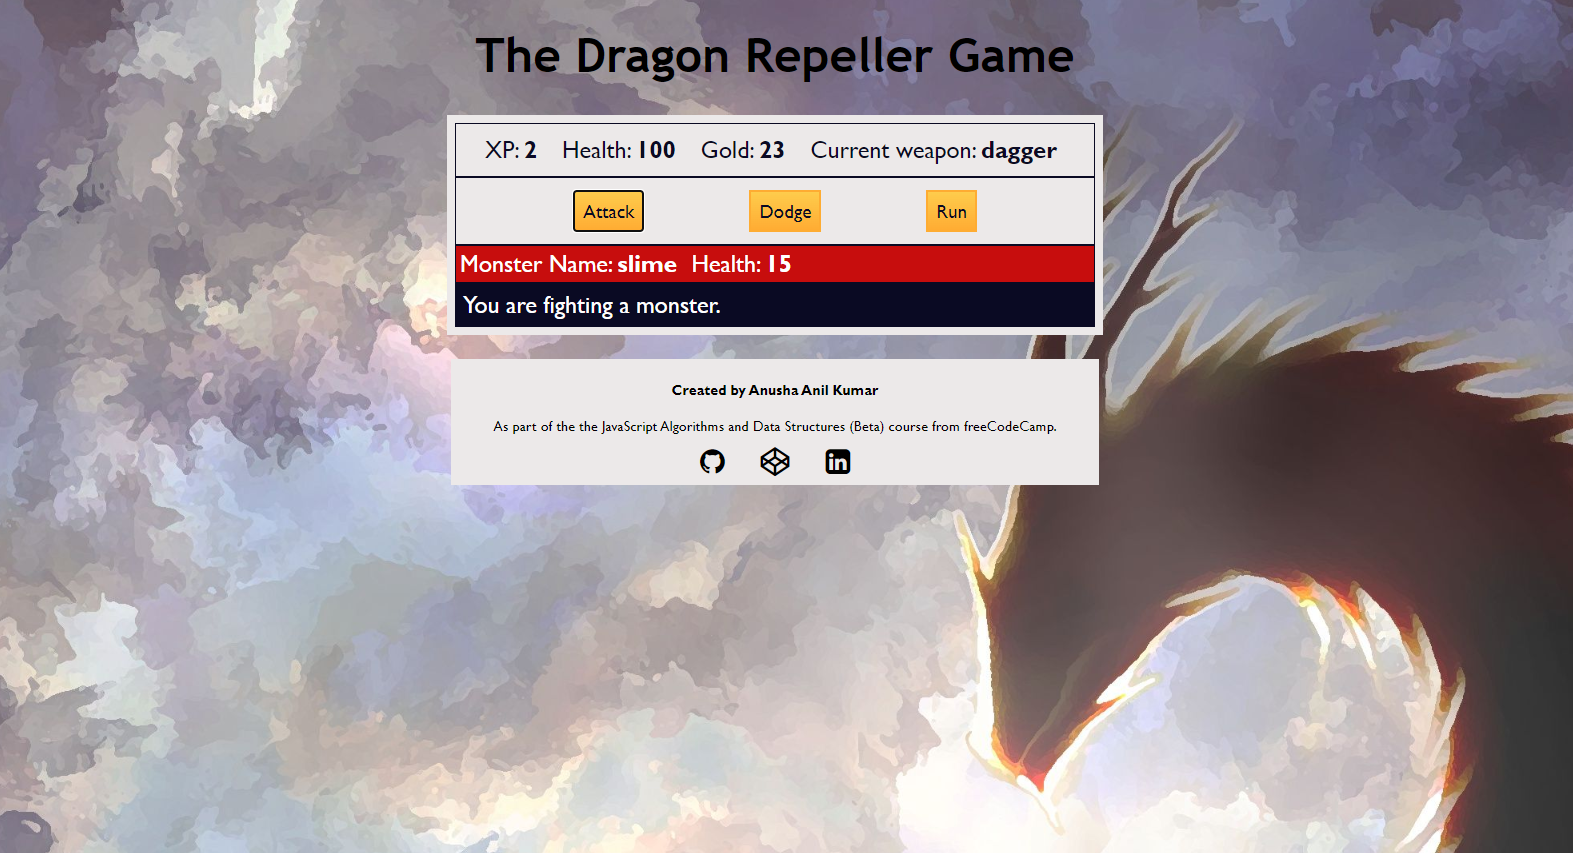 The Dragon Repeller Game
XP: 2 Health: 100 Gold: 23 Current weapon: dagger
Attack Dodge Run
Monster Name: slime Health: 15
You are fighting a monster.
Created by Anusha Anil Kumar
As part of the the JavaScript Algorithms and Data Structures (Beta) course from freeCodeCamp.
in